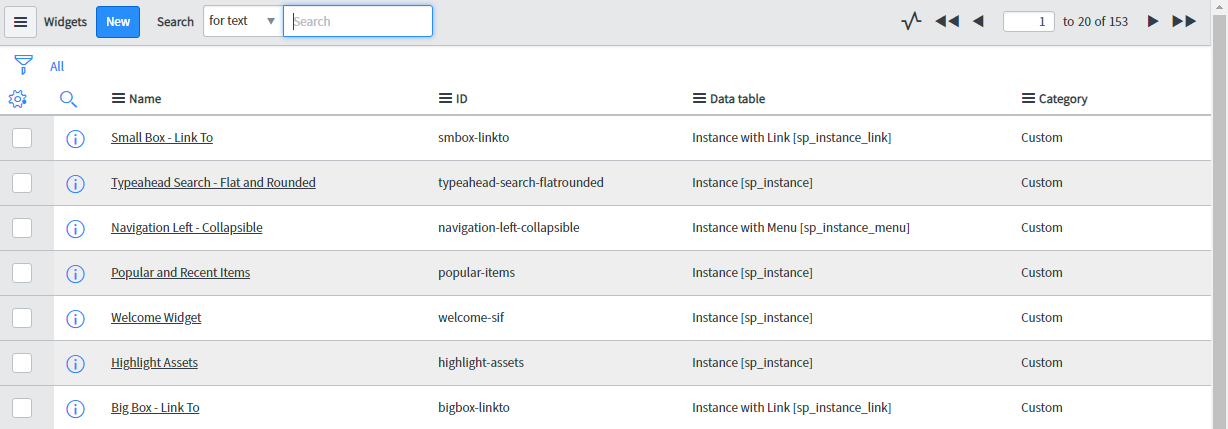 Widgets New Search for text Search 1 to 20 of 153
All
Name ID Data table Category
Small Box - Link To smbox-linkto Instance with Link [sp_instance_link] Custom
Typeahead Search - Flat and Rounded typeahead-search-flatrounded Instance [sp_instance] Custom
Navigation Left - Collapsible navigation-left-collapsible Instance with Menu [sp_instance_menu] Custom
Popular and Recent Items popular-items Instance [sp_instance] Custom
Welcome Widget welcome-sif Instance [sp_instance] Custom
Highlight Assets highlight-assets Instance [sp_instance] Custom
Big Box - Link To bigbox-linkto Instance with Link [sp_instance_link] Custom